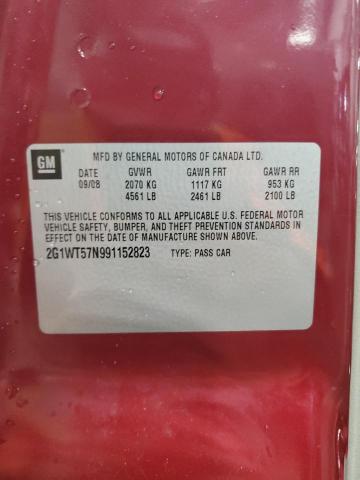 GM
MFD BY GENERAL MOTORS OF CANADA LTD.
DATE GVWR GAWR FRT GAWR RR
09/08 2070 KG 1117 KG 953 KG
4561 LB 2461 LB 2100 LB
THIS VEHICLE CONFORMS TO ALL APPLICABLE U.S. FEDERAL MOTOR
VEHICLE SAFETY, BUMPER, AND THEFT PREVENTION STANDARDS IN
EFFECT ON THE DATE OF MANUFACTURE SHOWN ABOVE.
2G1WT57N991152823 TYPE: PASS CAR